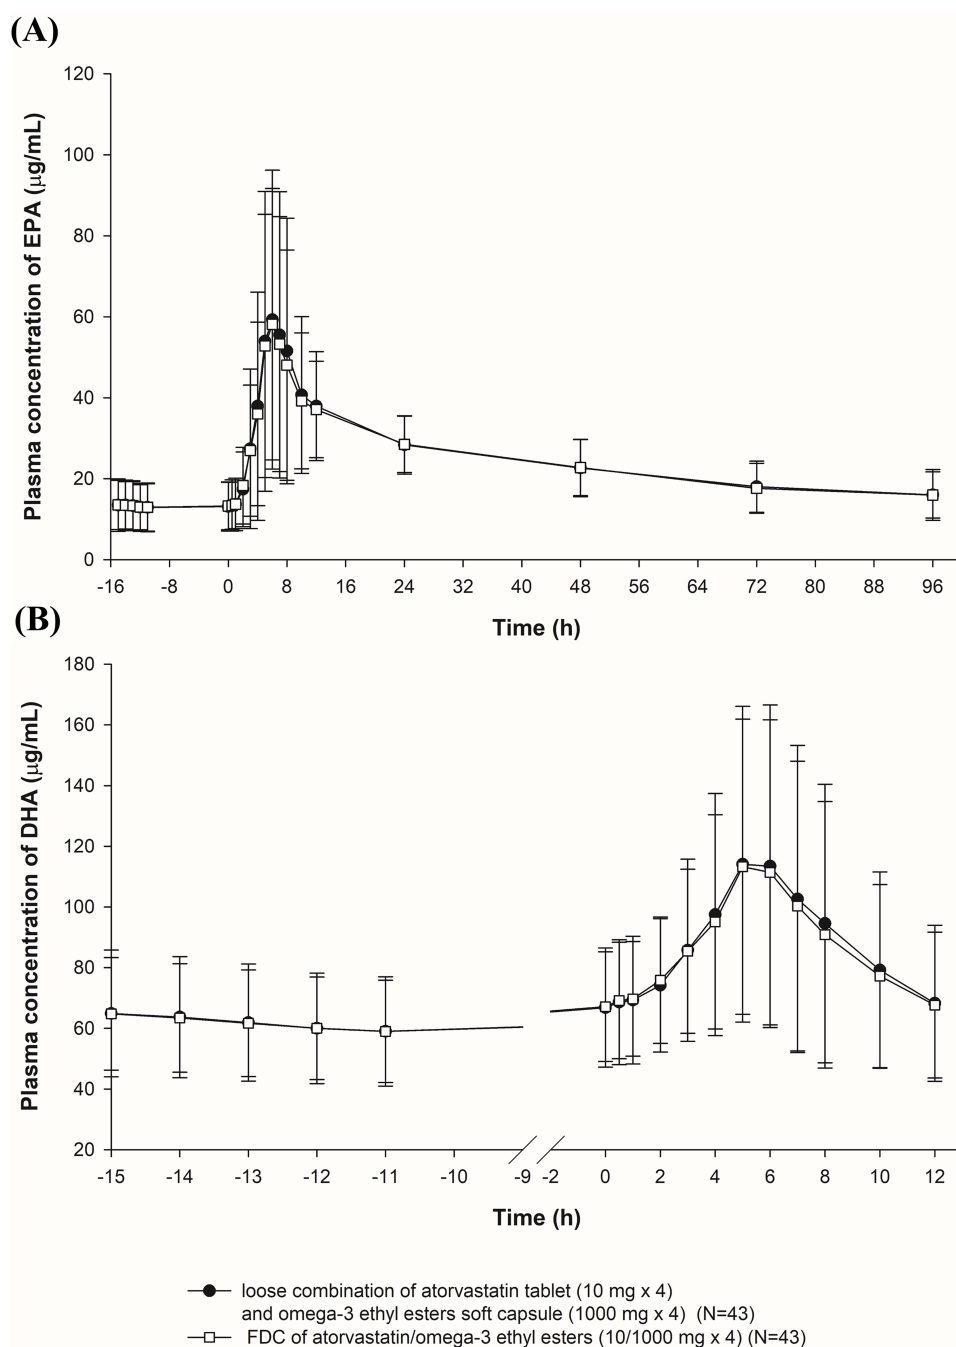 (A)
Plasma concentration of EPA (μg/mL)
120
100
80
60
40
20
0
-16 -8 0 8 16 24 32 40 48 56 64 72 80 88 96
Time (h)
(B)
Plasma concentration of DHA (μg/mL)
180
160
140
120
100
80
60
40
20
-15 -14 -13 -12 -11 -10 -9 -2 0 2 4 6 8 10 12
Time (h)
loose combination of atorvastatin tablet (10 mg x 4)
and omega-3 ethyl esters soft capsule (1000 mg x 4) (N=43)
FDC of atorvastatin/omega-3 ethyl esters (10/1000 mg x 4) (N=43)